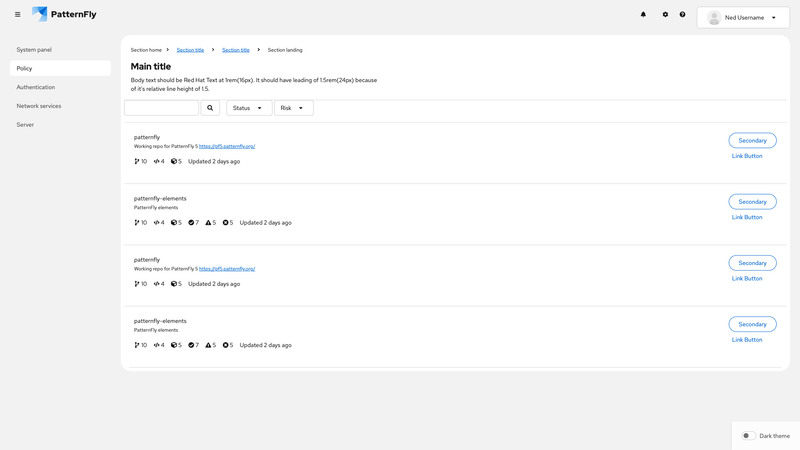 PatternFly
Ned Username
System panel
Policy
Authentication
Network services
Server
Section home
Section title
Section title
Section landing
Main title
Body text should be Red Hat Text at 1rem(16px). It should have leading of 1.5rem(24px) because
of it's relative line height of 1.5.
Status
Risk
patternfly
Working repo for PatternFly 5 https://pf5.patternfly.org/
10 4 5 Updated 2 days ago
Secondary
Link Button
patternfly-elements
PatternFly elements
10 4 5 7 5 5 Updated 2 days ago
Secondary
Link Button
patternfly
Working repo for PatternFly 5 https://pf5.patternfly.org/
10 4 5 Updated 2 days ago
Secondary
Link Button
patternfly-elements
PatternFly elements
10 4 5 7 5 5 Updated 2 days ago
Secondary
Link Button
Dark theme